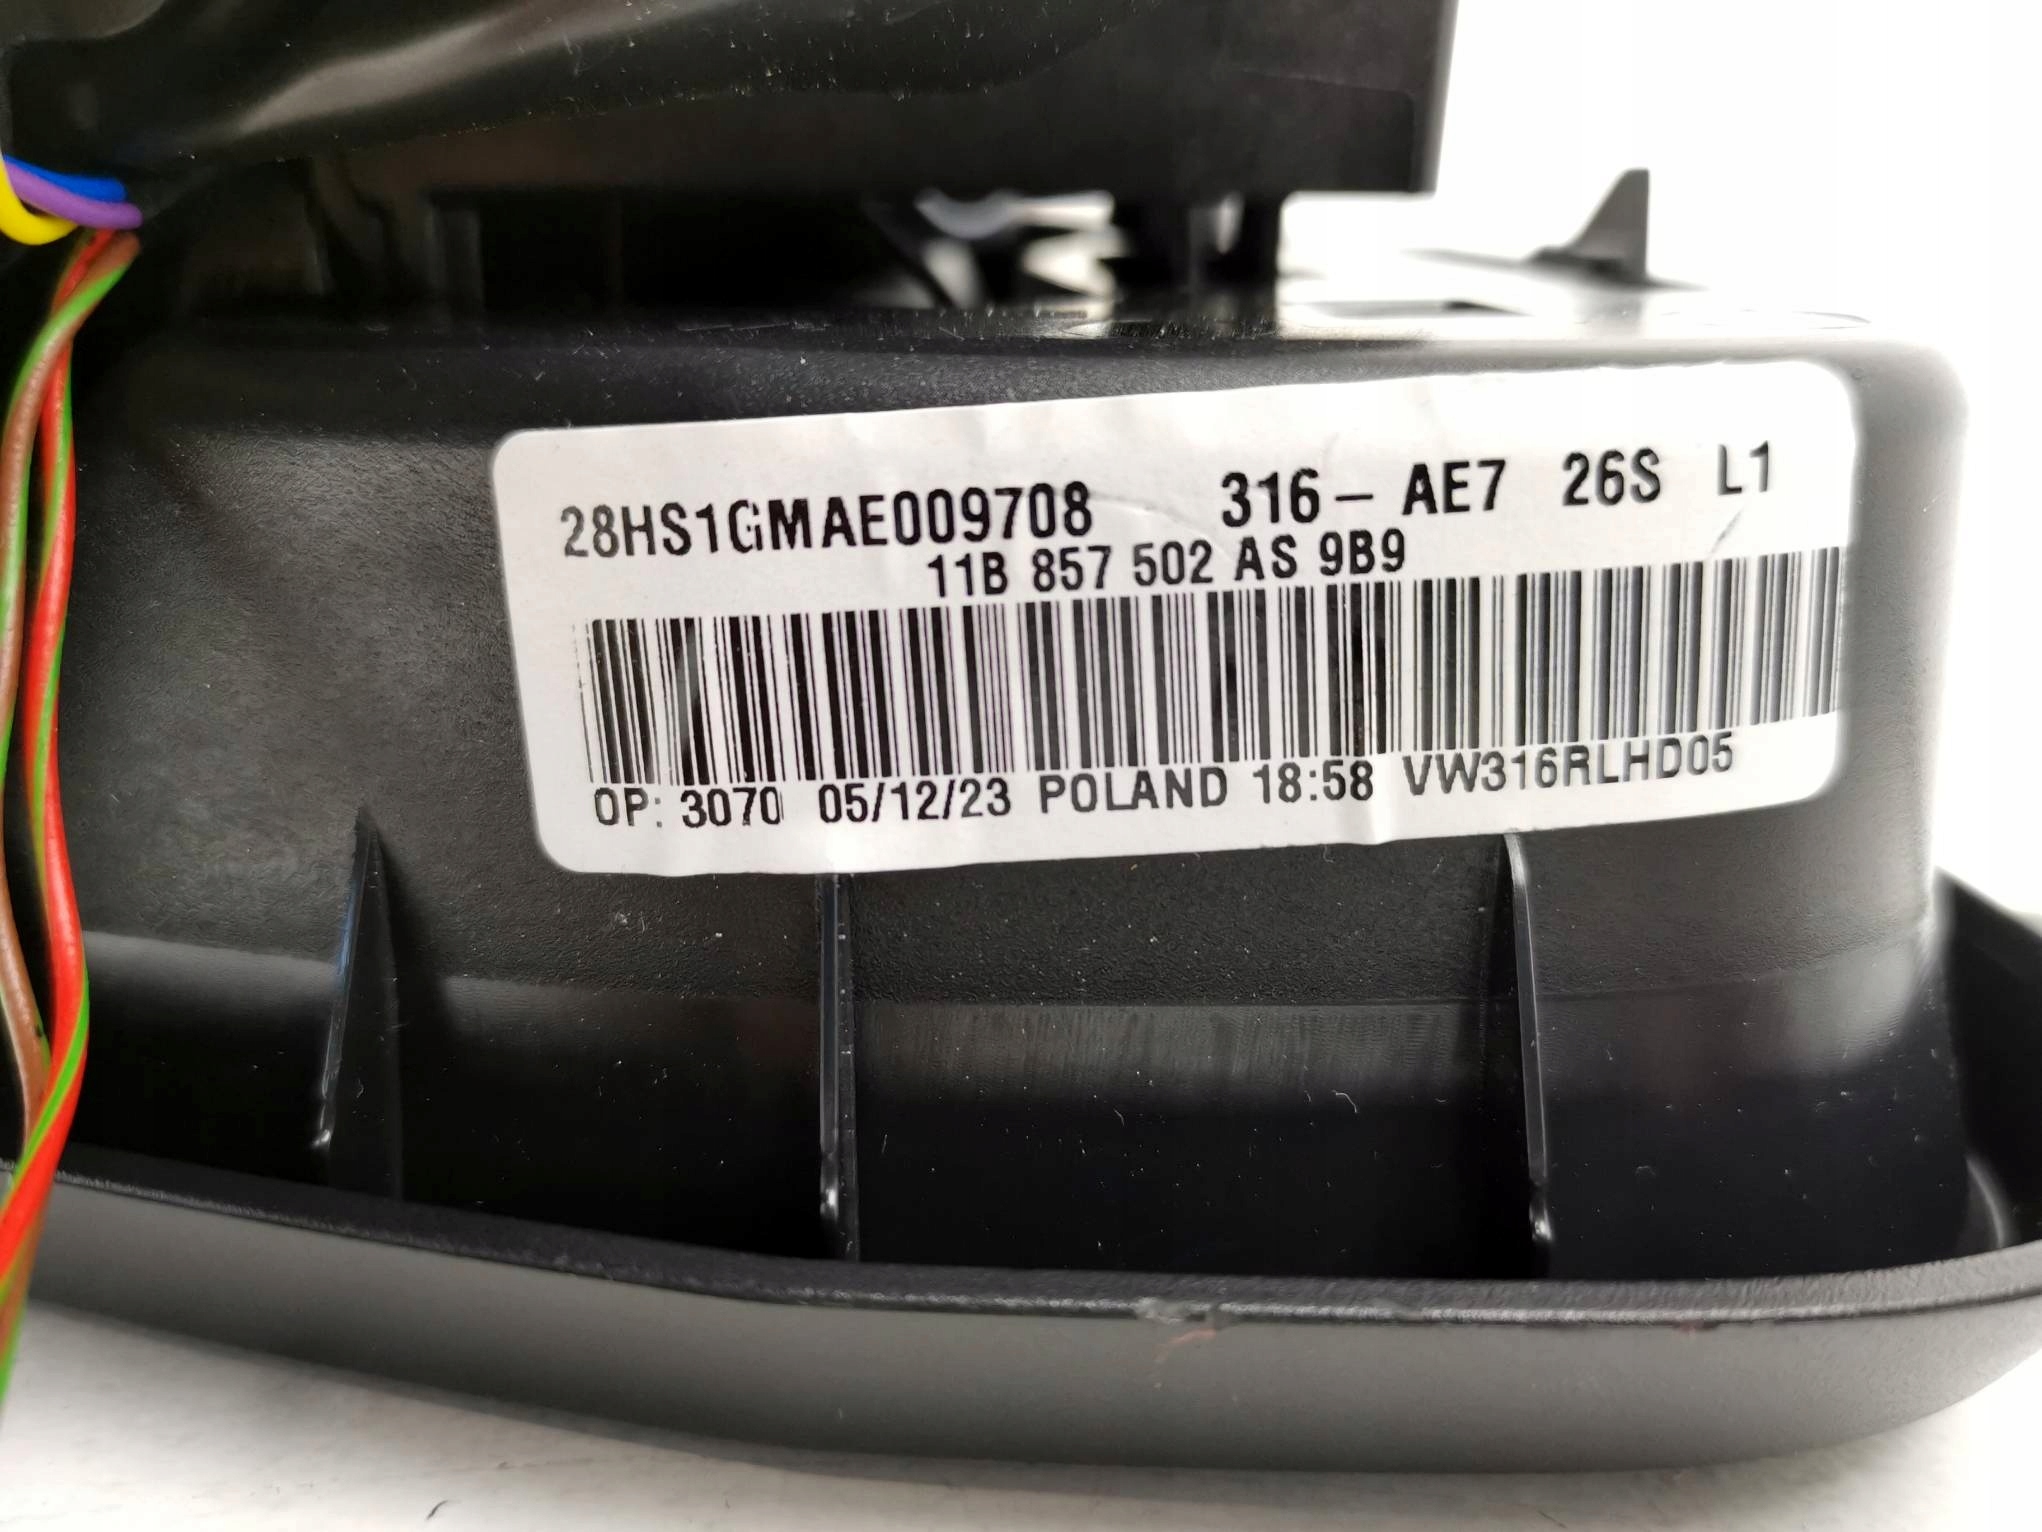 28HS1GMAE009708 316- AE7 26S L1
11B 857 502 AS 9B9
OP: 3070 05/12/23 POLAND 18:58 VW316RLHD05